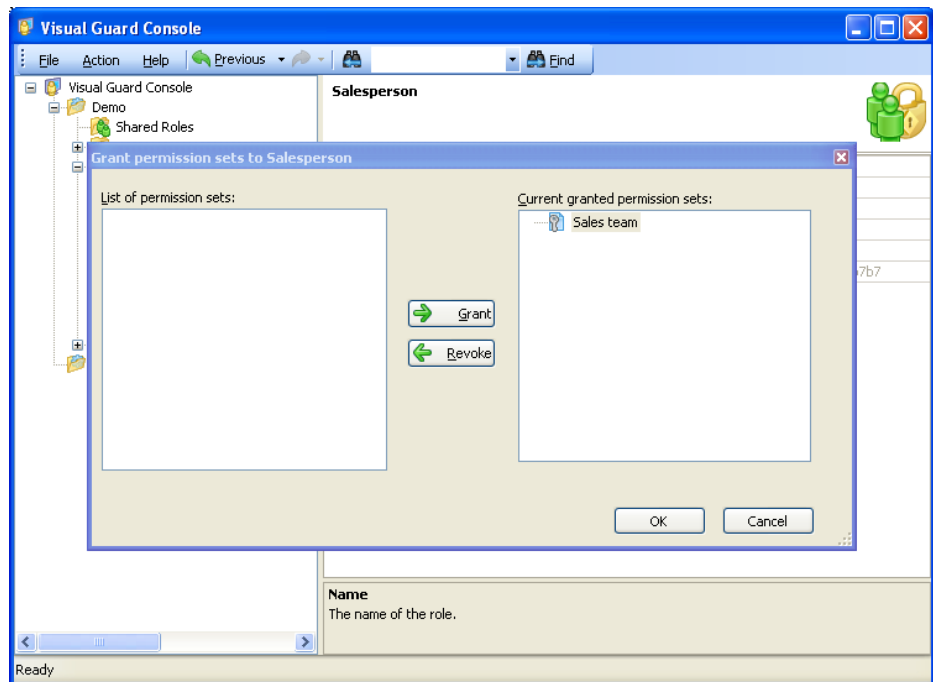 Visual Guard Console
File Action Help Previous Find
Visual Guard Console
Demo
Shared Roles
Salesperson
Grant permission sets to Salesperson
List of permission sets:
Current granted permission sets:
Sales team
Grant
Revoke
7b7
OK Cancel
Name
The name of the role.
Ready